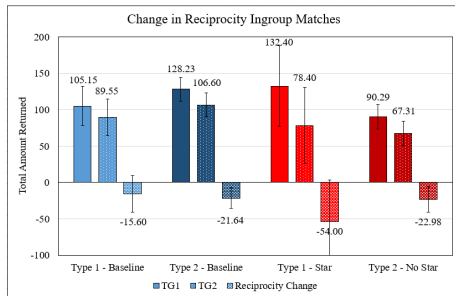 Change in Reciprocity Ingroup Matches
Total Amount Returned
200
150
100
50
0
-50
-100
105.15
89.55
-15.60
128.23
106.60
-21.64
132.40
78.40
-54.00
90.29
67.31
-22.98
Type 1 - Baseline
Type 2 - Baseline
Type 1 - Star
Type 2 - No Star
TG1
TG2
Reciprocity Change